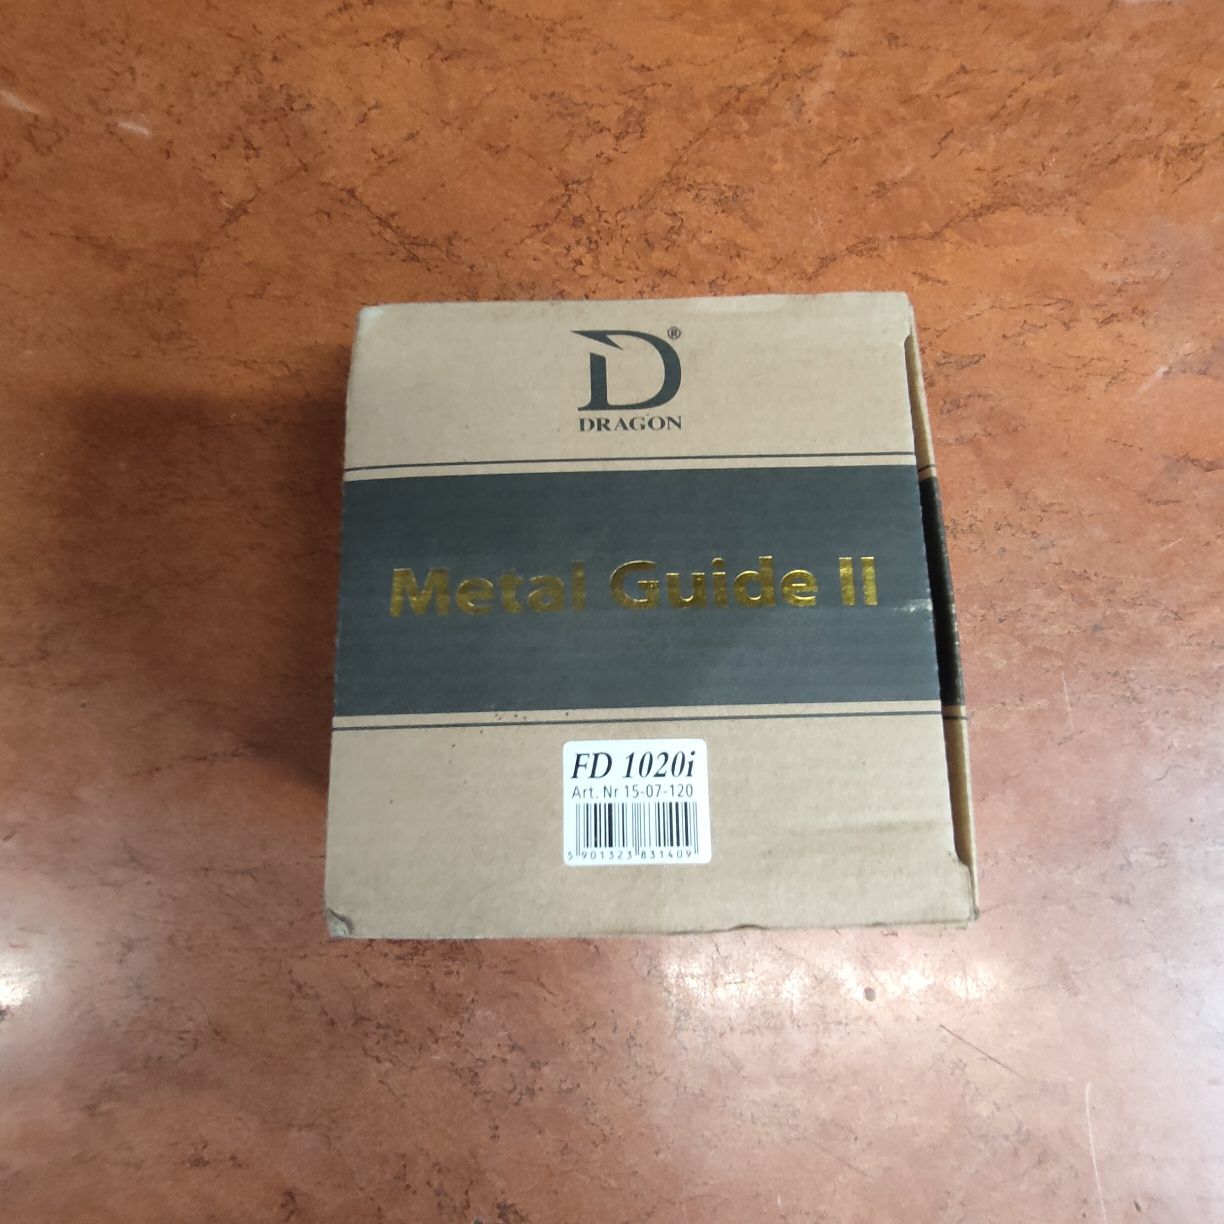 D®
DRAGON
Metal Guide II
FD 1020i
Art. Nr 15-07-120
5 901323 831409